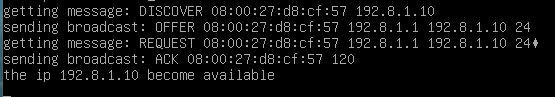 getting message: DISCOVER 08:00:27:d8:cf:57 192.8.1.10
sending broadcast: OFFER 08:00:27:d8:cf:57 192.8.1.1 192.8.1.10 24
getting message: REQUEST 08:00:27:d8:cf:57 192.8.1.1 192.8.1.10 24♦
sending broadcast: ACK 08:00:27:d8:cf:57 120
the ip 192.8.1.10 become available